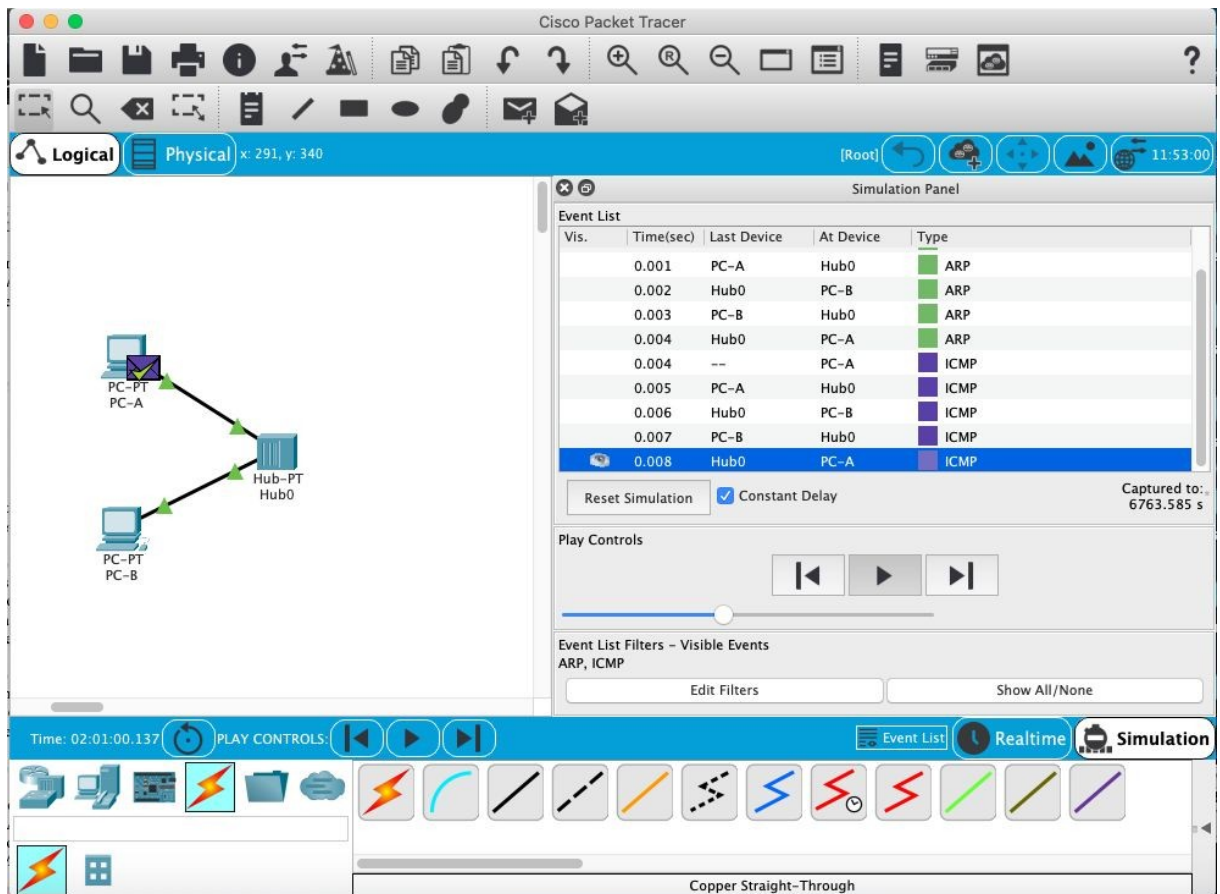 Cisco Packet Tracer
?
Logical Physical x: 291, y: 340 [Root] 11:53:00
Simulation Panel
Event List
Vis. Time(sec) Last Device At Device Type
0.001 PC-A Hub0 ARP
0.002 Hub0 PC-B ARP
0.003 PC-B Hub0 ARP
0.004 Hub0 PC-A ARP
0.004 -- PC-A ICMP
0.005 PC-A Hub0 ICMP
0.006 Hub0 PC-B ICMP
0.007 PC-B Hub0 ICMP
0.008 Hub0 PC-A ICMP
Reset Simulation Constant Delay Captured to:
6763.585 s
Play Controls
Event List Filters - Visible Events
ARP, ICMP
Edit Filters Show All/None
PC-PT
PC-A
Hub-PT
Hub0
PC-PT
PC-B
Time: 02:01:00.137 PLAY CONTROLS: Event List Realtime Simulation
Copper Straight-Through